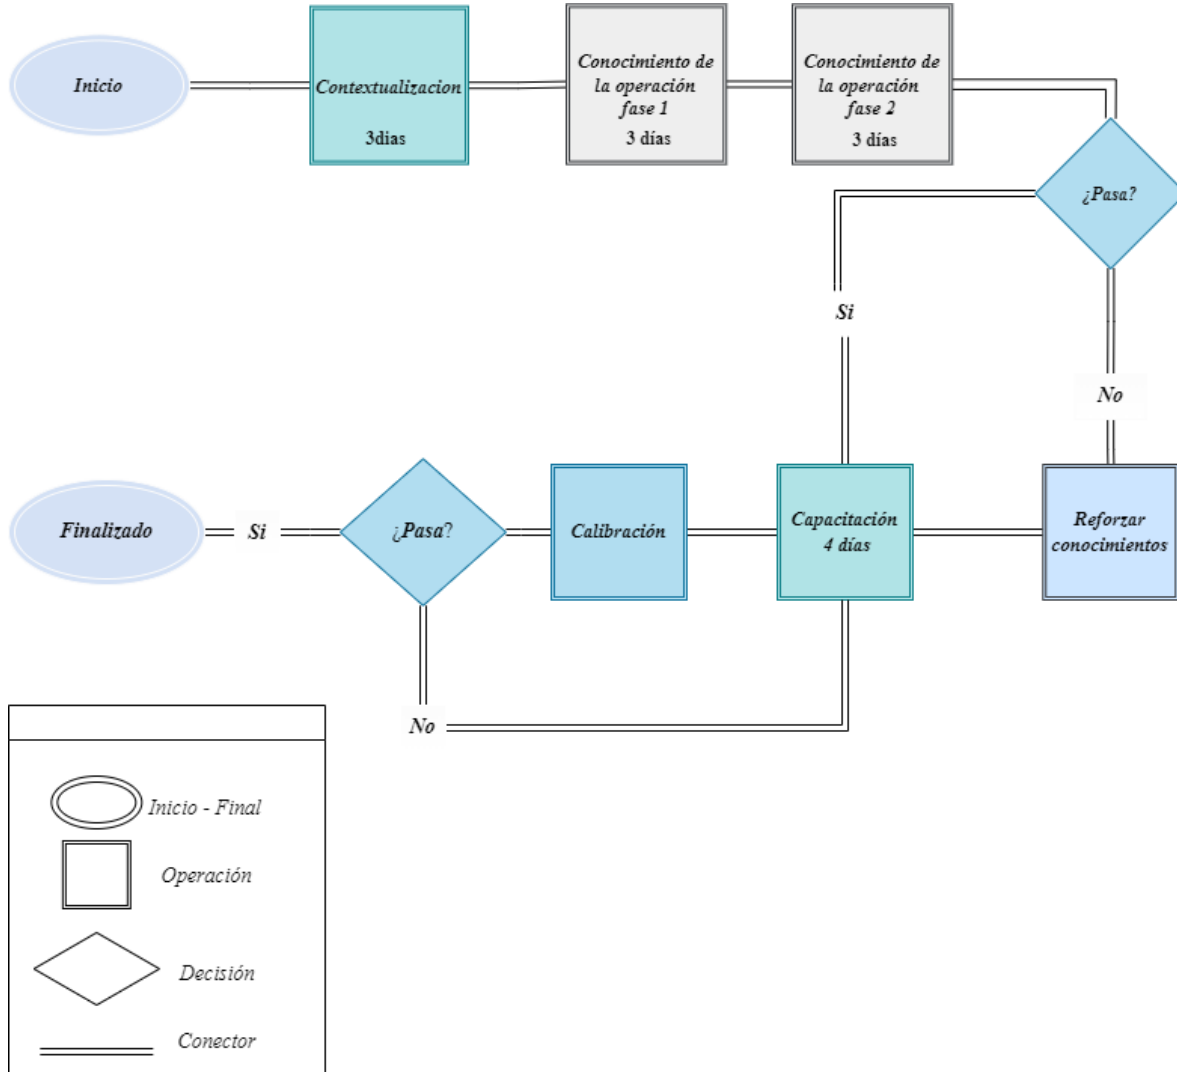 Inicio
Contextualizacion
3dias
Conocimiento de
la operación
fase 1
3 días
Conocimiento de
la operación
fase 2
3 días
¿Pasa?
Si
No
Finalizado
Si
¿Pasa?
Calibración
Capacitación
4 días
Reforzar
conocimientos
No
Inicio - Final
Operación
Decisión
Conector